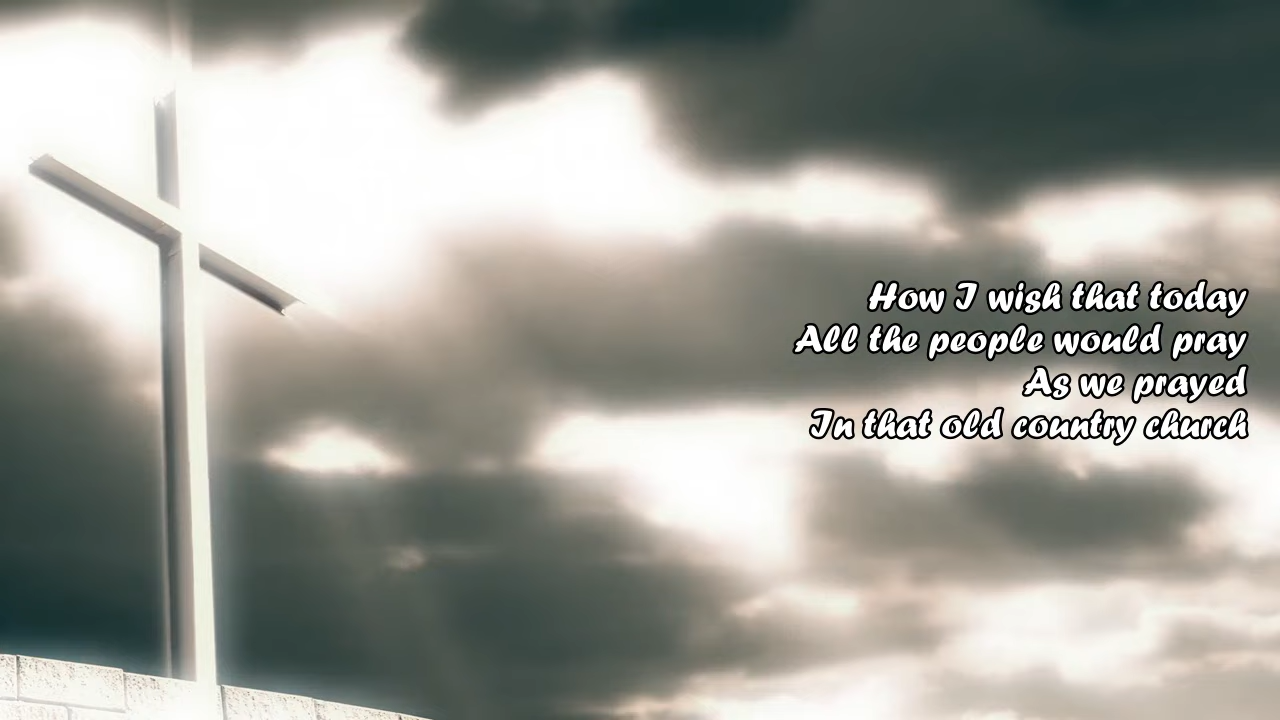 How I wish that today
All the people would pray
As we prayed
In that old country church